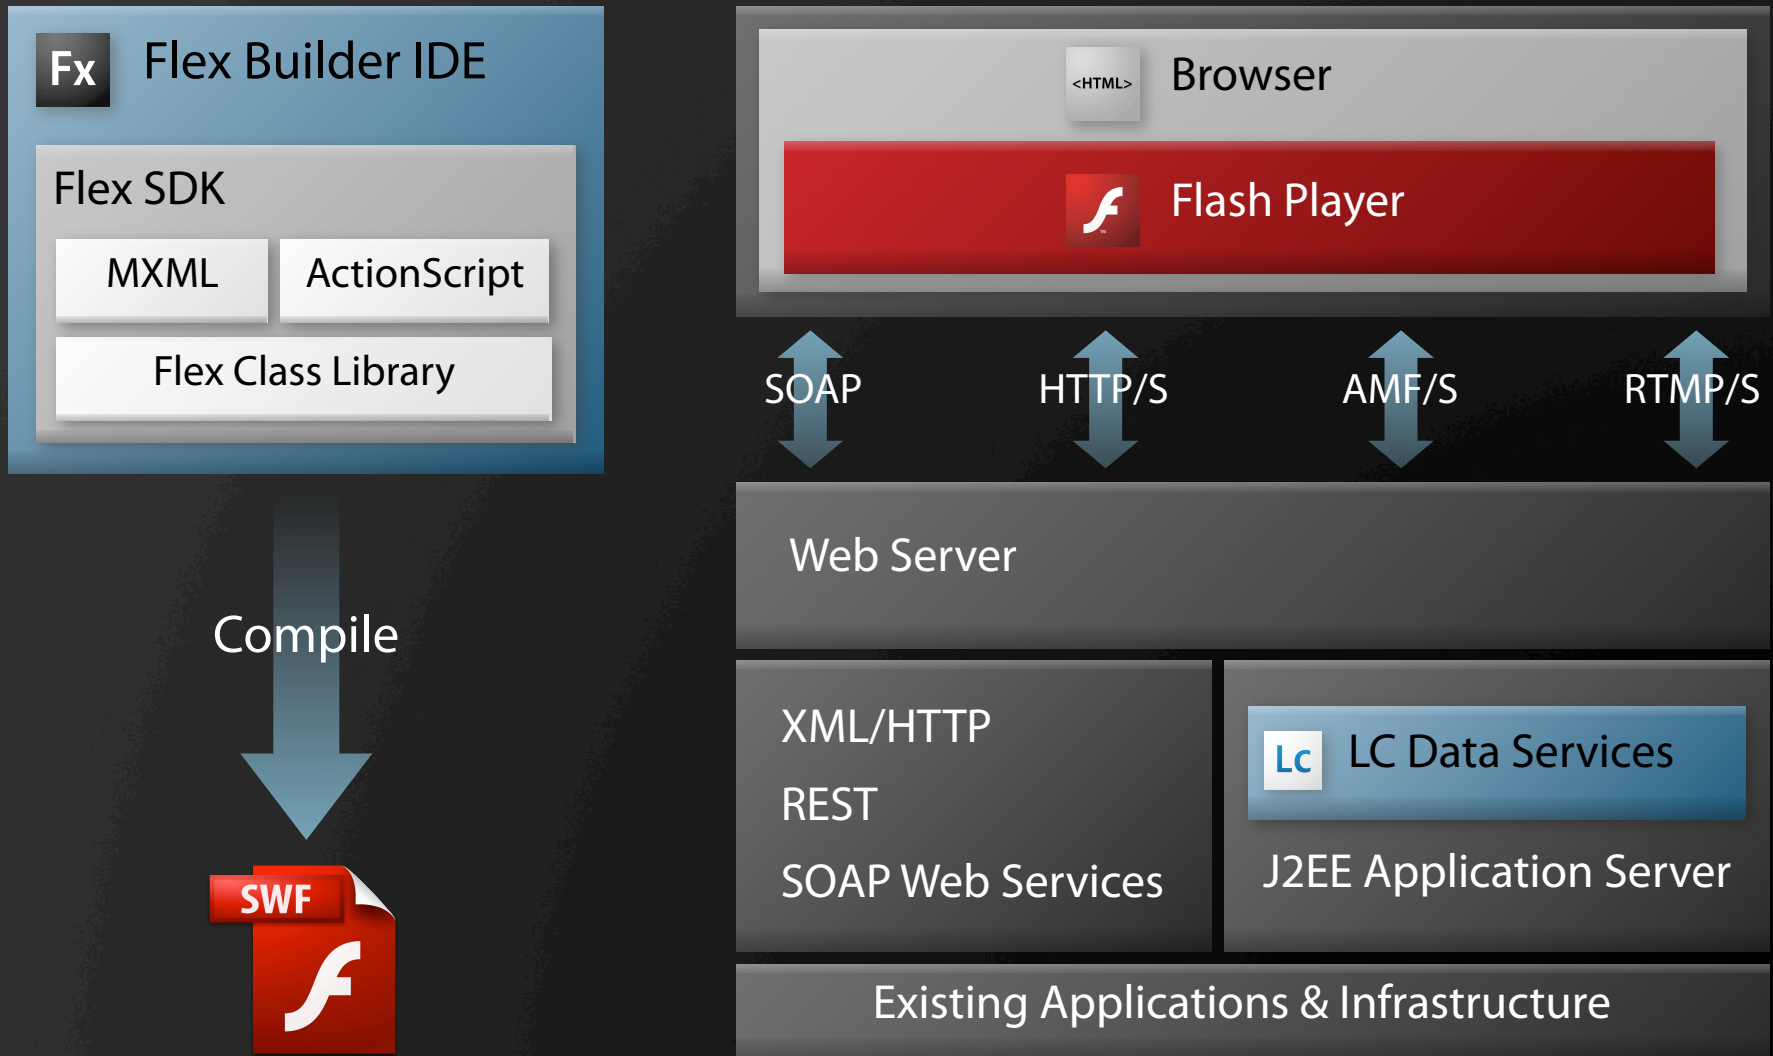 Fx
Flex Builder IDE
Flex SDK
MXML
ActionScript
Flex Class Library
Compile
SWF
<HTML>
Browser
Flash Player
SOAP
HTTP/S
AMF/S
RTMP/S
Web Server
XML/HTTP
REST
SOAP Web Services
Lc
LC Data Services
J2EE Application Server
Existing Applications & Infrastructure